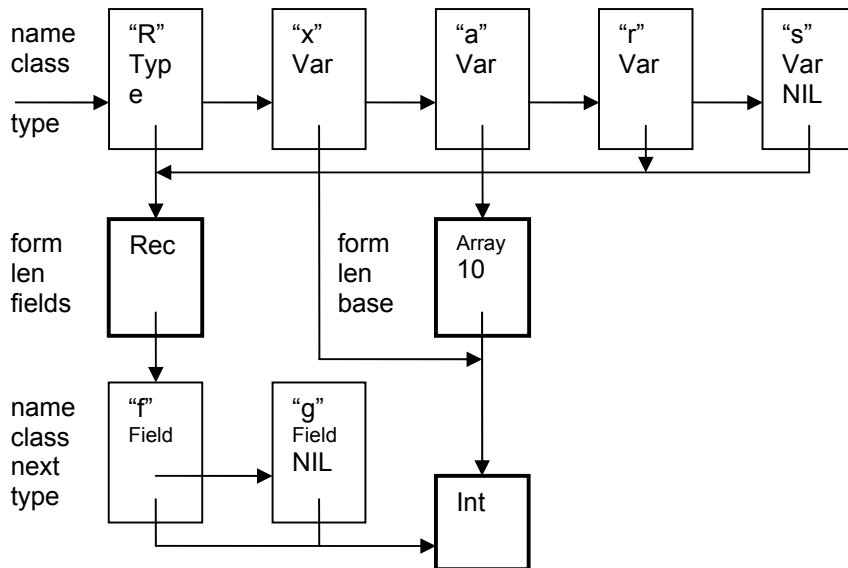 name
class
type
“R”
Typ
e
“x”
Var
“a”
Var
“r”
Var
“s”
Var
NIL
form
len
fields
Rec
form
len
base
Array
10
name
class
next
type
“f”
Field
“g”
Field
NIL
Int